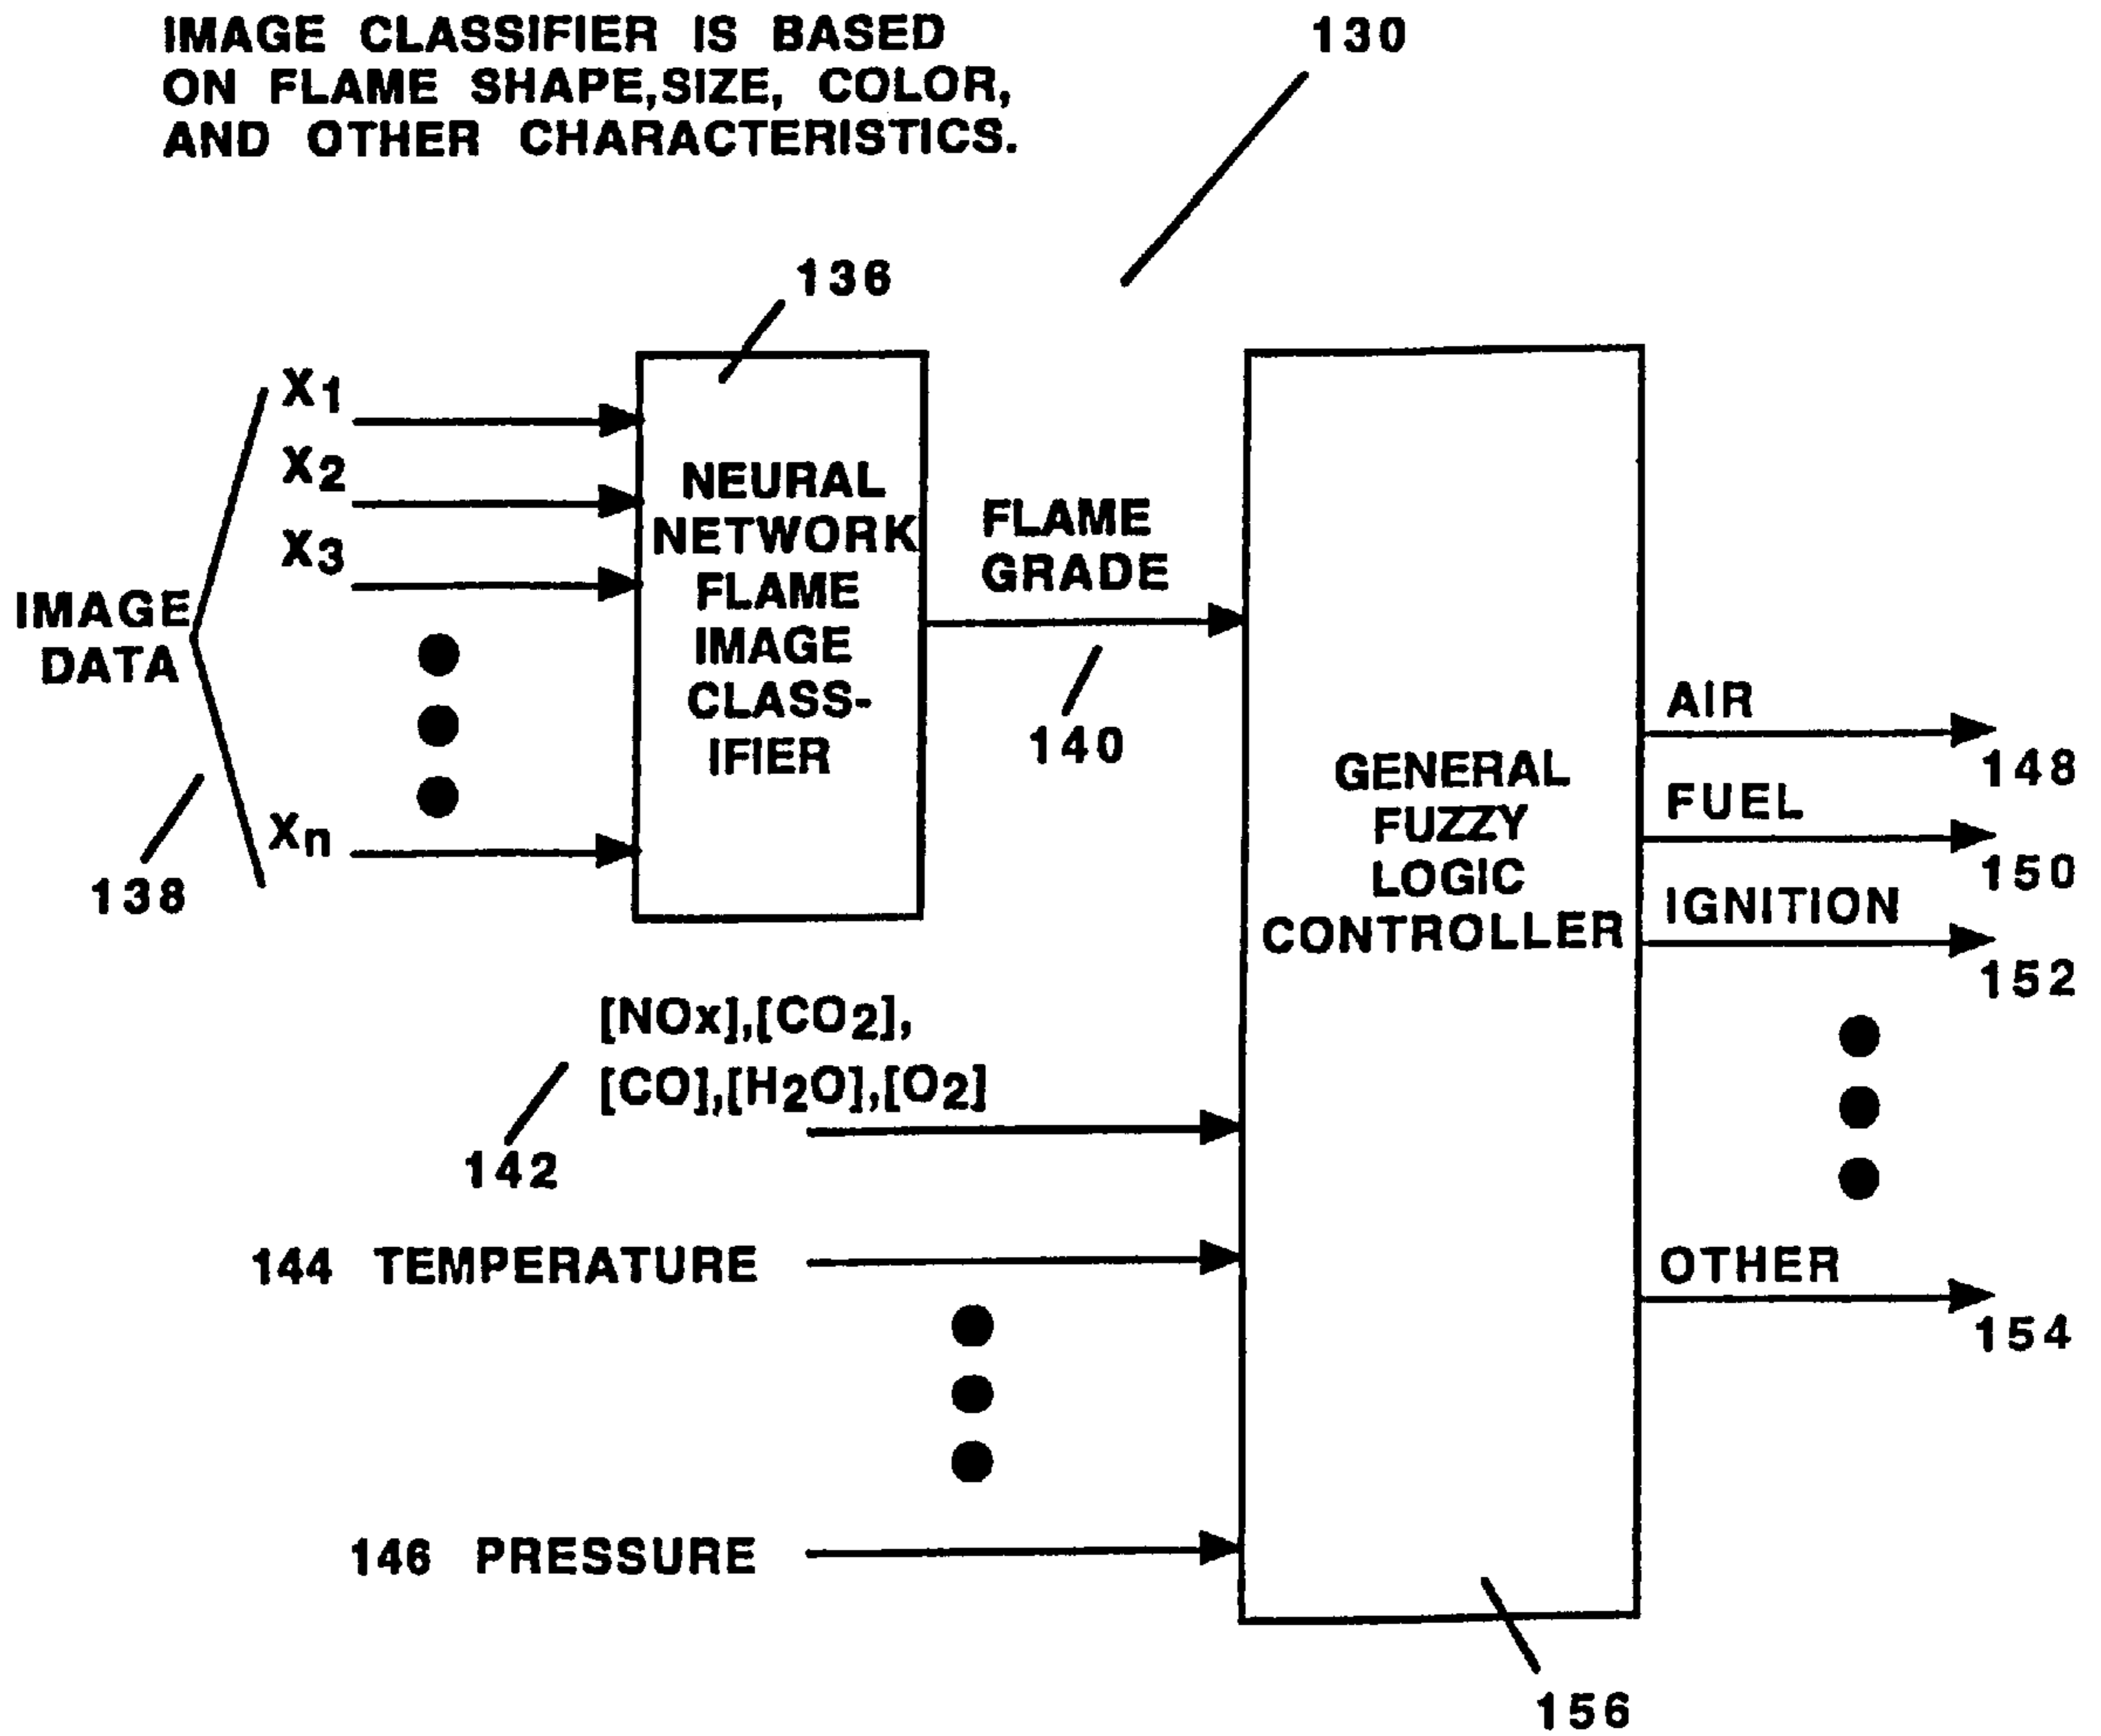 IMAGE CLASSIFIER IS BASED
ON FLAME SHAPE,SIZE, COLOR,
AND OTHER CHARACTERISTICS.
130
136
X1
X2
X3
Xn
IMAGE
DATA
138
NEURAL
NETWORK
FLAME
IMAGE
CLASS-
IFIER
FLAME
GRADE
140
GENERAL
FUZZY
LOGIC
CONTROLLER
AIR
148
FUEL
150
IGNITION
152
OTHER
154
[NOx],[CO2],
[CO],[H2O],[O2]
142
144 TEMPERATURE
146 PRESSURE
156